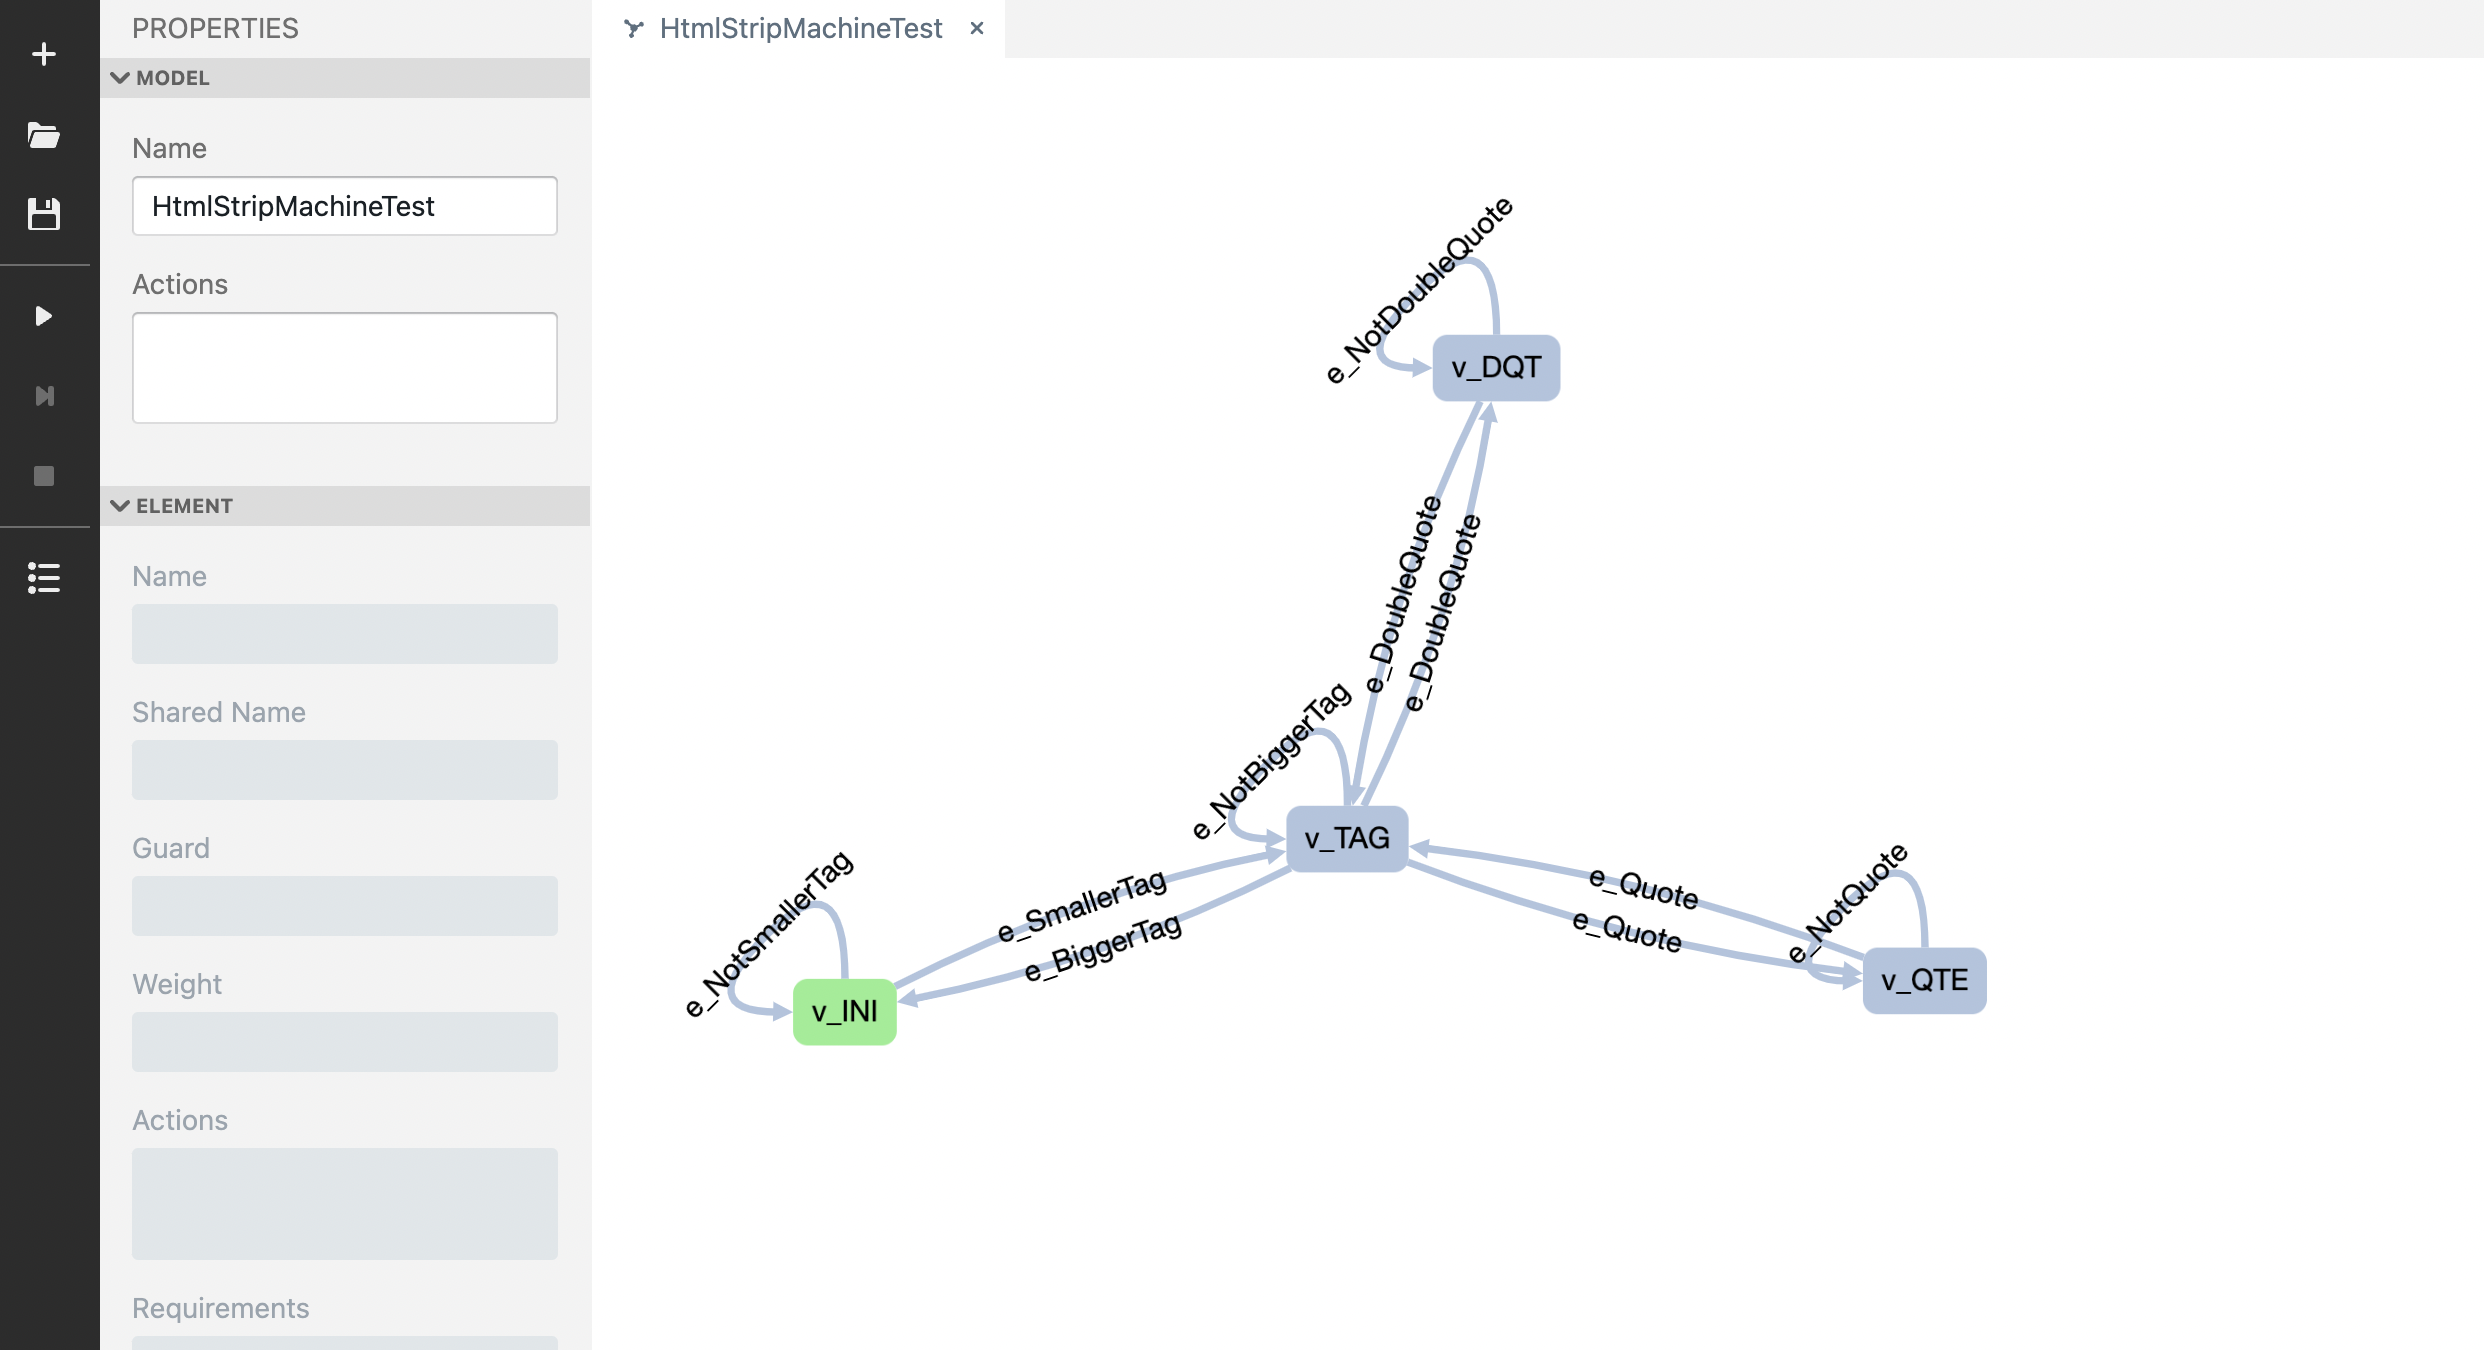 PROPERTIES
MODEL
Name
HtmlStripMachineTest
Actions
ELEMENT
Name
Shared Name
Guard
Weight
Actions
Requirements
HtmlStripMachineTest
e_NotDoubleQuote
v_DQT
e_DoubleQuote
e_DoubleQuote
e_NotBiggerTag
v_TAG
e_SmallerTag
e_BiggerTag
e_NotSmallerTag
v_INI
e_Quote
e_Quote
e_NotQuote
v_QTE